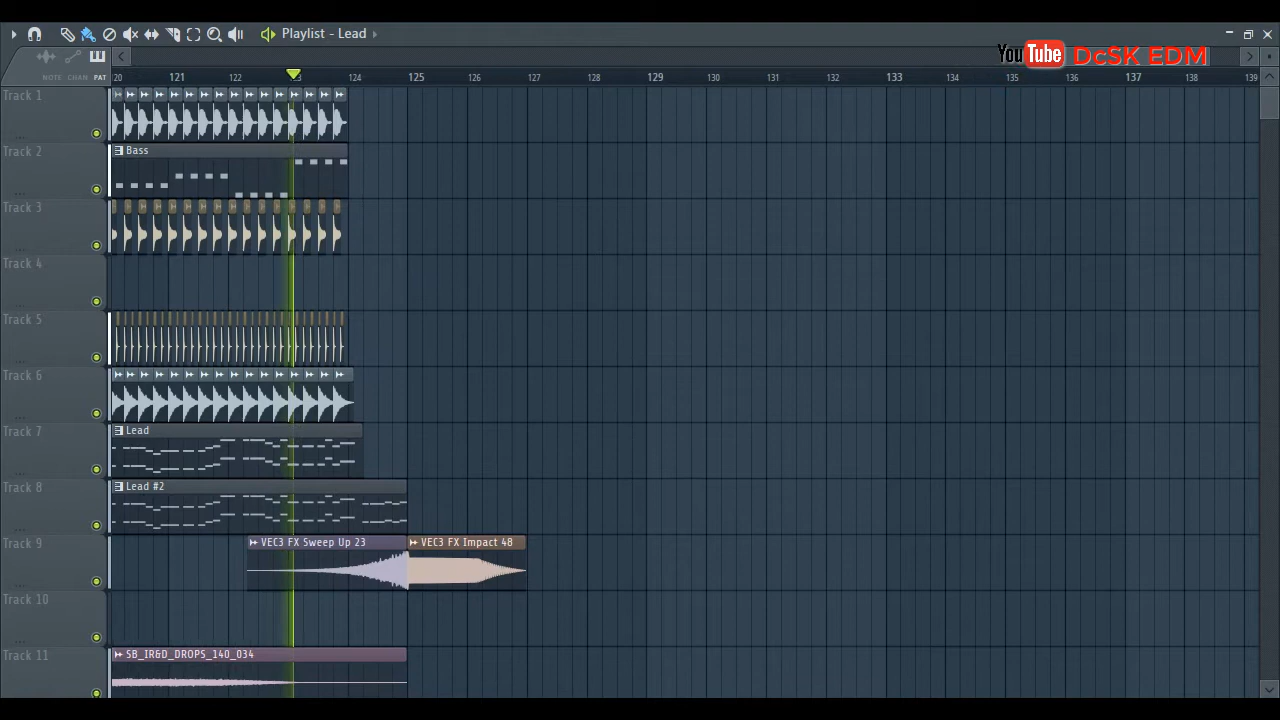 Playlist - Lead
YouTube DcSK EDM
NOTE CHAN PAT
20 121 122 123 124 125 126 127 128 129 130 131 132 133 134 135 136 137 138 139
Track 1
Track 2
Bass
Track 3
Track 4
Track 5
Track 6
Track 7
Lead
Track 8
Lead #2
Track 9
VEC3 FX Sweep Up 23
VEC3 FX Impact 48
Track 10
Track 11
SB_IR&D_DROPS_140_034